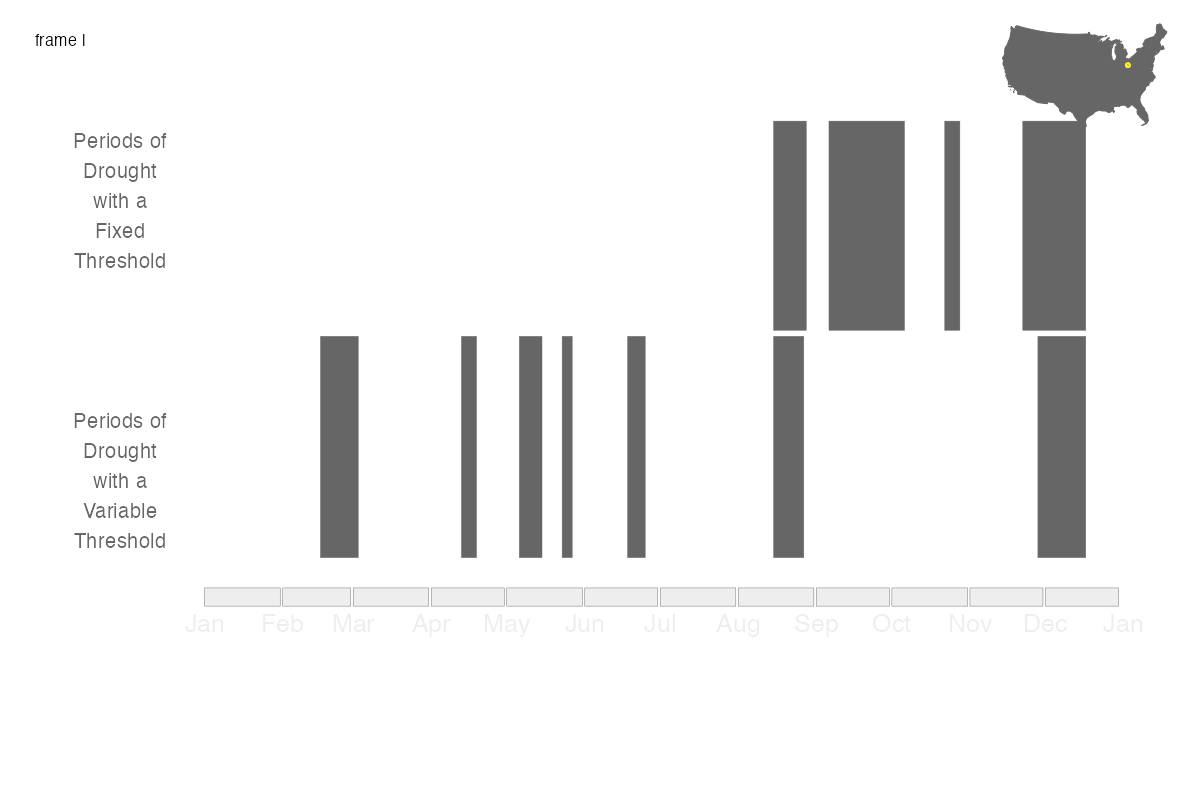 frame I
Periods of
Drought
with a
Fixed
Threshold
Periods of
Drought
with a
Variable
Threshold
Jan Feb Mar Apr May Jun Jul Aug Sep Oct Nov Dec Jan